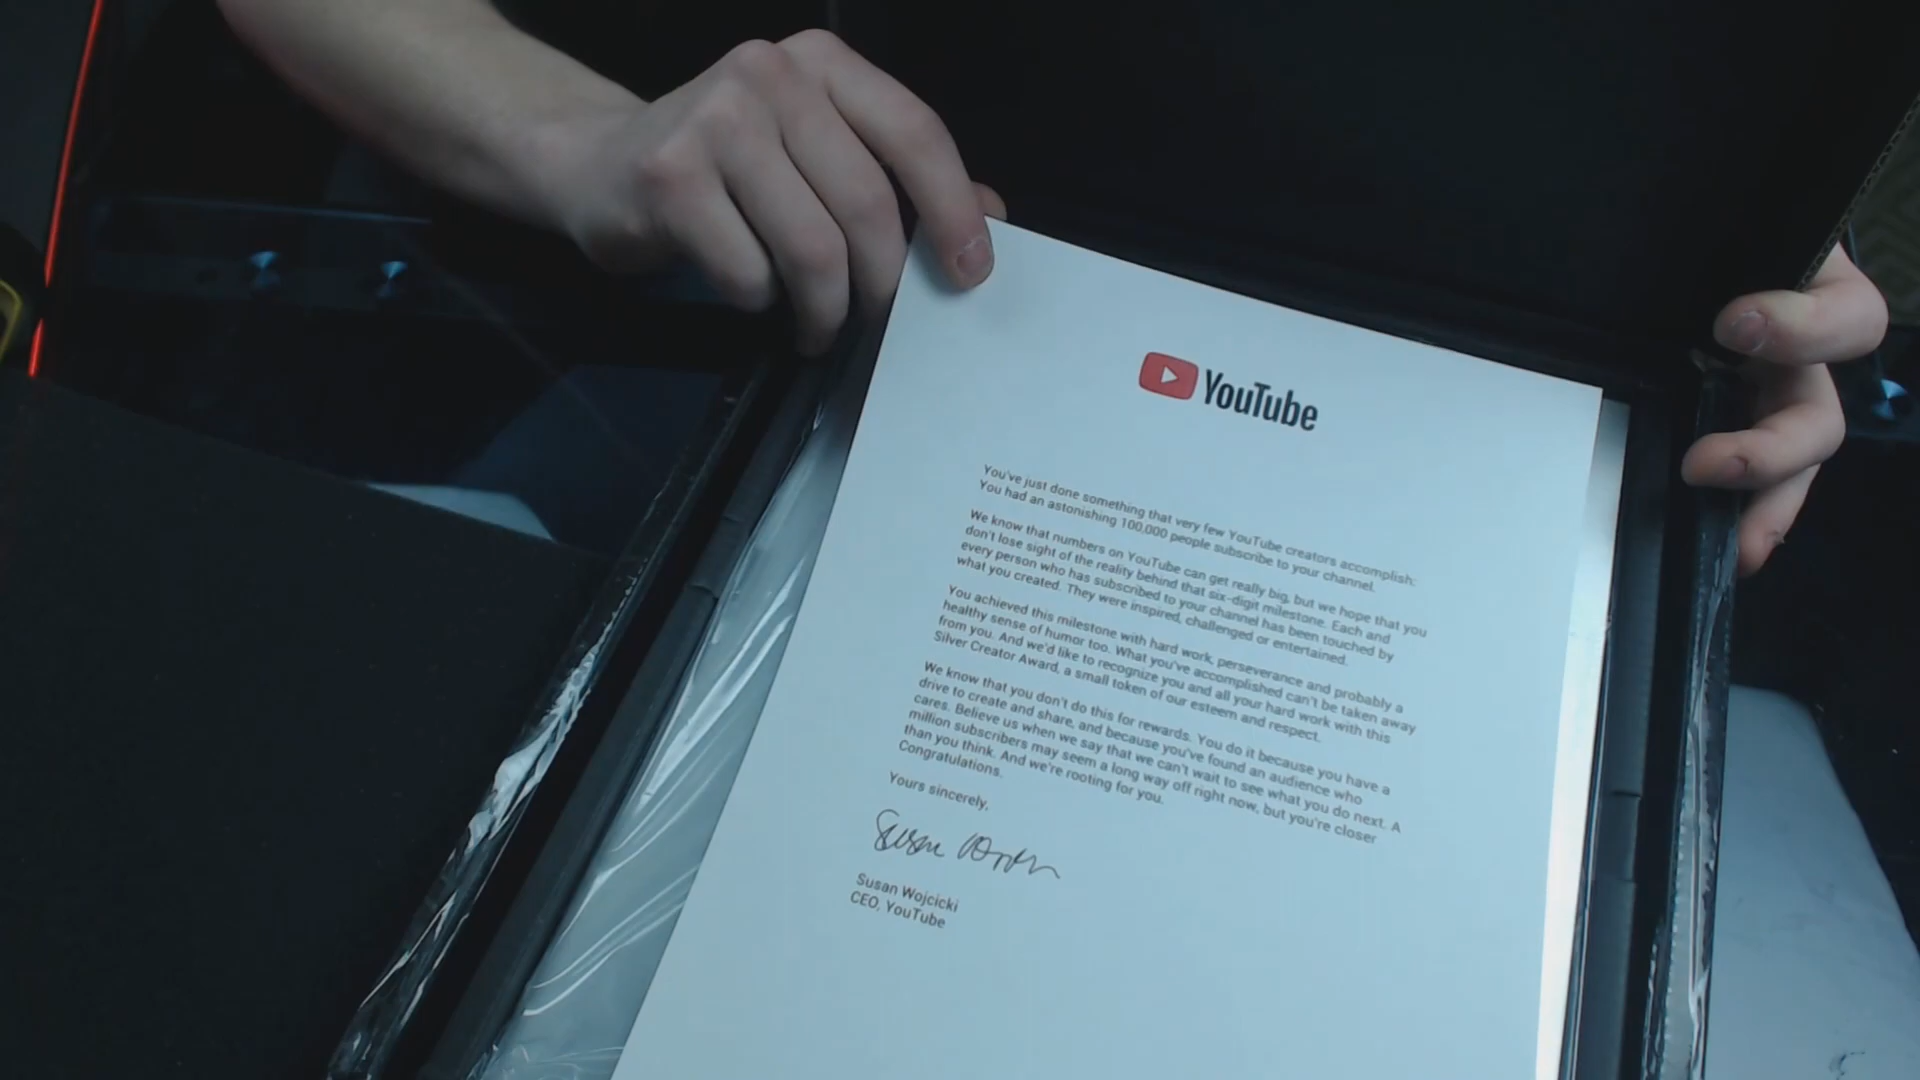 YouTube
You've just done something that very few YouTube creators accomplish:
You had an astonishing 100,000 people subscribe to your channel.
We know that numbers on YouTube can get really big, but we hope that you
don't lose sight of the reality behind that six-digit milestone. Each and
every person who has subscribed to your channel has been touched by
what you created. They were inspired, challenged or entertained.
You achieved this milestone with hard work, perseverance and probably a
healthy sense of humor too. What you've accomplished can't be taken away
from you. And we'd like to recognize you and all your hard work with this
Silver Creator Award, a small token of our esteem and respect.
We know that you don't do this for rewards. You do it because you have a
drive to create and share, and because you've found an audience who
cares. Believe us when we say that we can't wait to see what you do next. A
million subscribers may seem a long way off right now, but you're closer
than you think. And we're rooting for you.
Congratulations.
Yours sincerely,
Susan Wojcicki
CEO, YouTube